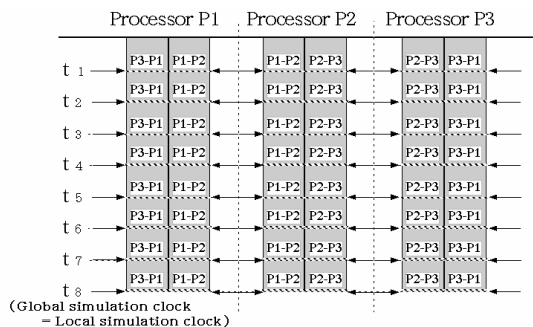 Processor P1 Processor P2 Processor P3
P3-P1 P1-P2 P1-P2 P2-P3 P2-P3 P3-P1
t 1
P3-P1 P1-P2 P1-P2 P2-P3 P2-P3 P3-P1
t 2
P3-P1 P1-P2 P1-P2 P2-P3 P2-P3 P3-P1
t 3
P3-P1 P1-P2 P1-P2 P2-P3 P2-P3 P3-P1
t 4
P3-P1 P1-P2 P1-P2 P2-P3 P2-P3 P3-P1
t 5
P3-P1 P1-P2 P1-P2 P2-P3 P2-P3 P3-P1
t 6
P3-P1 P1-P2 P1-P2 P2-P3 P2-P3 P3-P1
t 7
P3-P1 P1-P2 P1-P2 P2-P3 P2-P3 P3-P1
t 8
(Global simulation clock
= Local simulation clock)